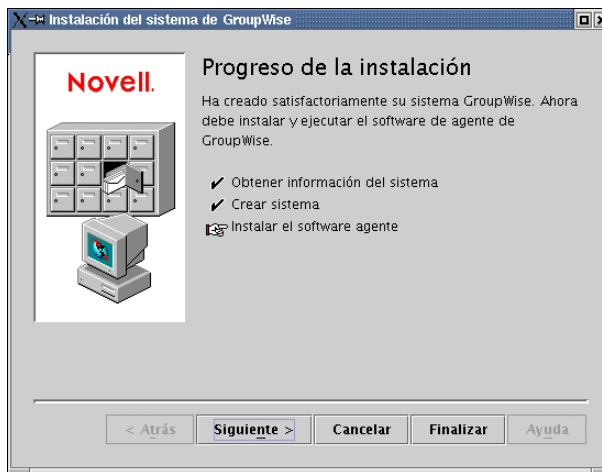 Instalación del sistema de GroupWise
Novell.
Progreso de la instalación
Ha creado satisfactoriamente su sistema GroupWise. Ahora
debe instalar y ejecutar el software de agente de
GroupWise.
Obtener información del sistema
Crear sistema
Instalar el software agente
< Atrás
Siguiente >
Cancelar
Finalizar
Ayuda